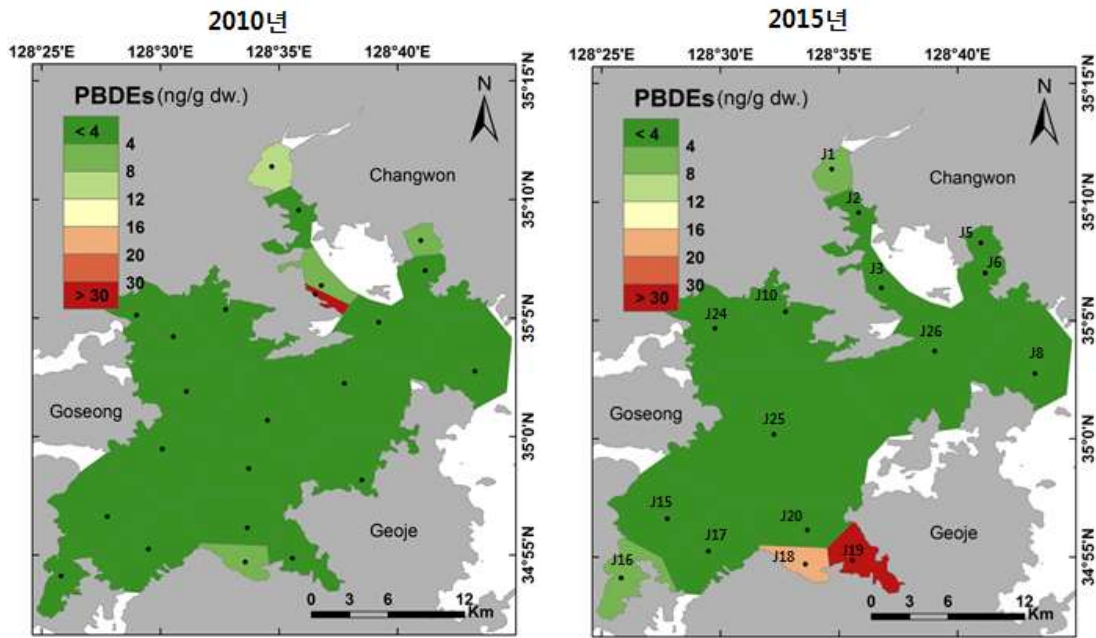 2010년
128°25'E 128°30'E 128°35'E 128°40'E
PBDEs (ng/g dw.)
N
< 4
4
8
12
16
20
30
> 30
Changwon
Goseong
Geoje
35°15'N
35°10'N
35°5'N
35°0'N
34°55'N
0 3 6 12
Km
2015년
128°25'E 128°30'E 128°35'E 128°40'E
PBDEs (ng/g dw.)
N
< 4
4
8
12
16
20
30
> 30
J1
Changwon
J2
J5
J6
J3
J10
J24
J26
J8
Goseong
J25
J15
J20
Geoje
J17
J16
J18
J19
35°15'N
35°10'N
35°5'N
35°0'N
34°55'N
0 3 6 12
Km